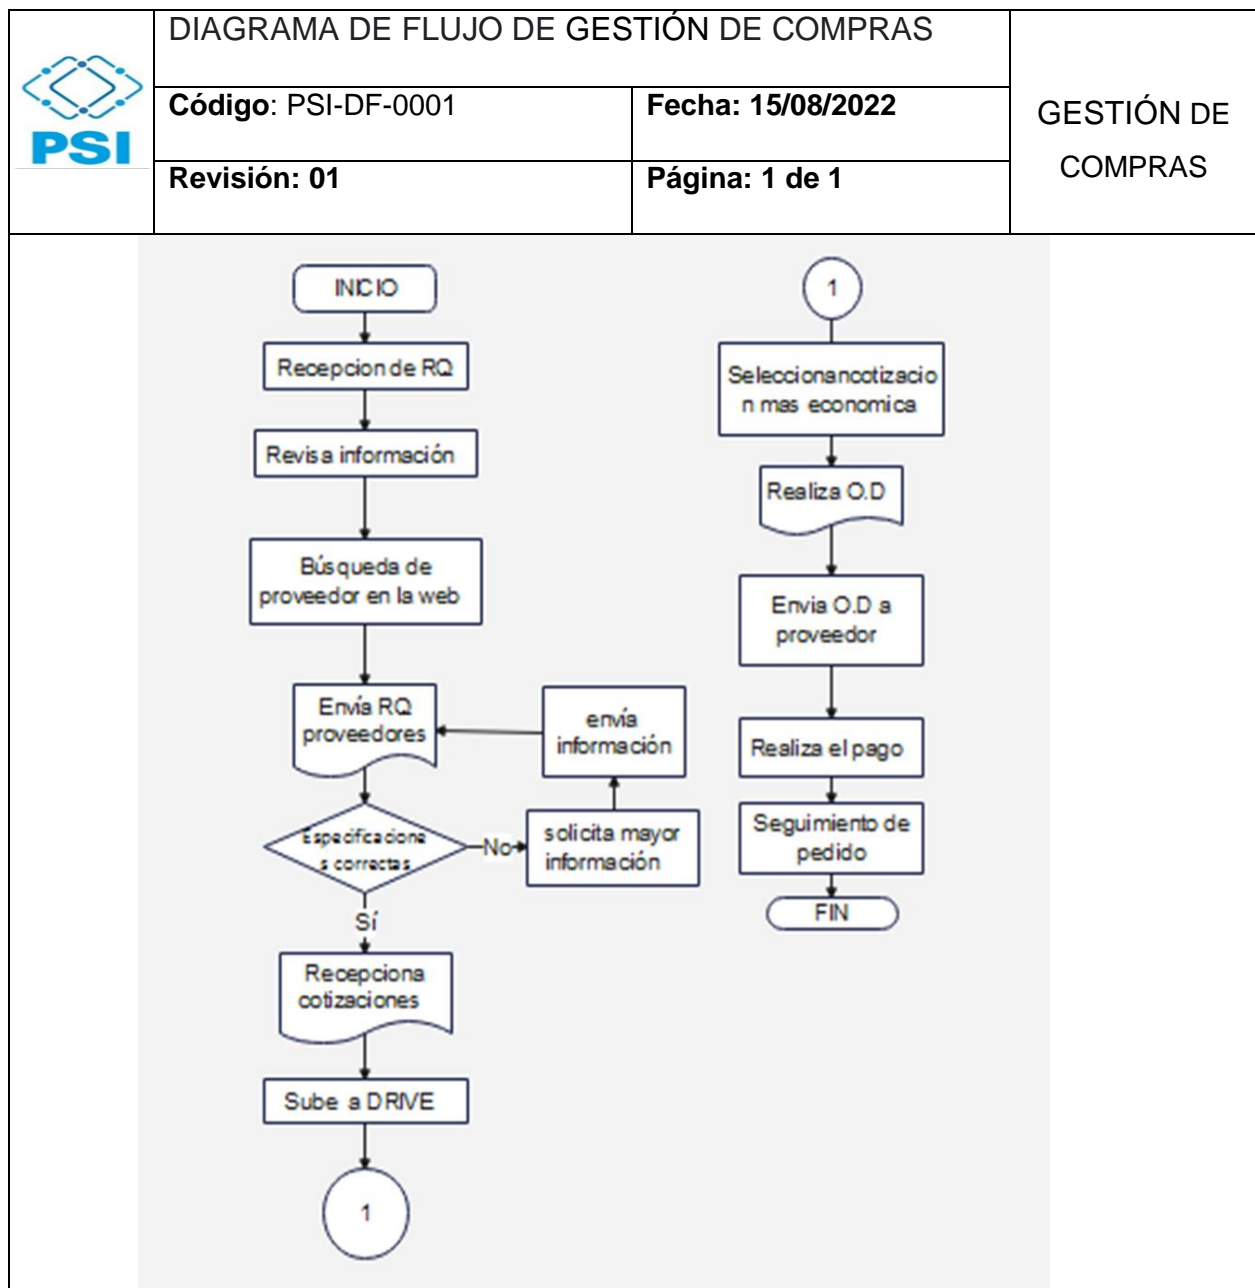 DIAGRAMA DE FLUJO DE GESTIÓN DE COMPRAS
PSI
Código: PSI-DF-0001
Fecha: 15/08/2022
Revisión: 01
Página: 1 de 1
GESTIÓN DE
COMPRAS
INICIO
Recepcion de RQ
Revisa información
Búsqueda de
proveedor en la web
Envía RQ
proveedores
envía
información
Especificacione
s correctas
No
solicita mayor
información
Sí
Recepciona
cotizaciones
Sube a DRIVE
1
1
Seleccionancotizacio
n mas economica
Realiza O.D
Envia O.D a
proveedor
Realiza el pago
Seguimiento de
pedido
FIN